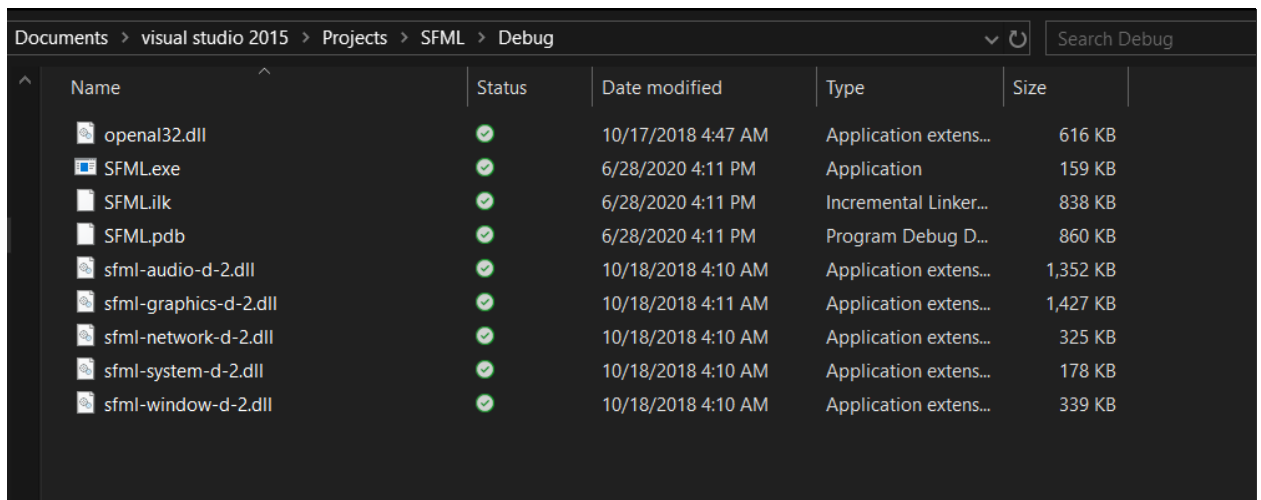 Documents > visual studio 2015 > Projects > SFML > Debug Search Debug
Name Status Date modified Type Size
openal32.dll 10/17/2018 4:47 AM Application extens... 616 KB
SFML.exe 6/28/2020 4:11 PM Application 159 KB
SFML.ilk 6/28/2020 4:11 PM Incremental Linker... 838 KB
SFML.pdb 6/28/2020 4:11 PM Program Debug D... 860 KB
sfml-audio-d-2.dll 10/18/2018 4:10 AM Application extens... 1,352 KB
sfml-graphics-d-2.dll 10/18/2018 4:11 AM Application extens... 1,427 KB
sfml-network-d-2.dll 10/18/2018 4:10 AM Application extens... 325 KB
sfml-system-d-2.dll 10/18/2018 4:10 AM Application extens... 178 KB
sfml-window-d-2.dll 10/18/2018 4:10 AM Application extens... 339 KB